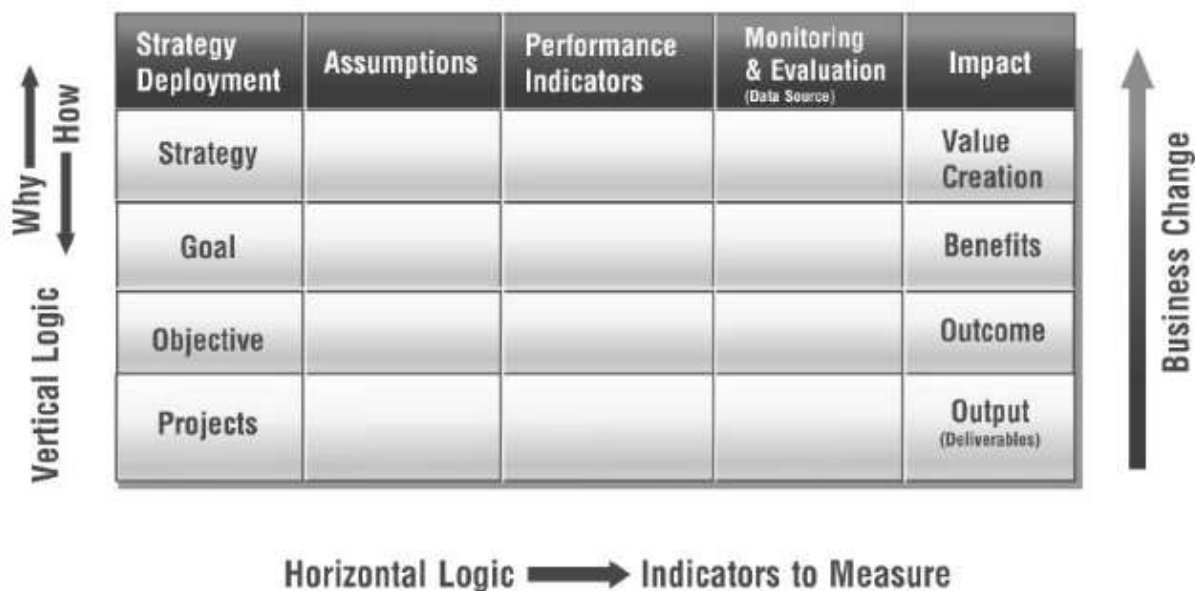 Strategy
Deployment
Assumptions
Performance
Indicators
Monitoring
& Evaluation
(Data Source)
Impact
Why
How
Strategy
Value
Creation
Goal
Benefits
Objective
Outcome
Projects
Output
(Deliverables)
Vertical Logic
Business Change
Horizontal Logic
Indicators to Measure